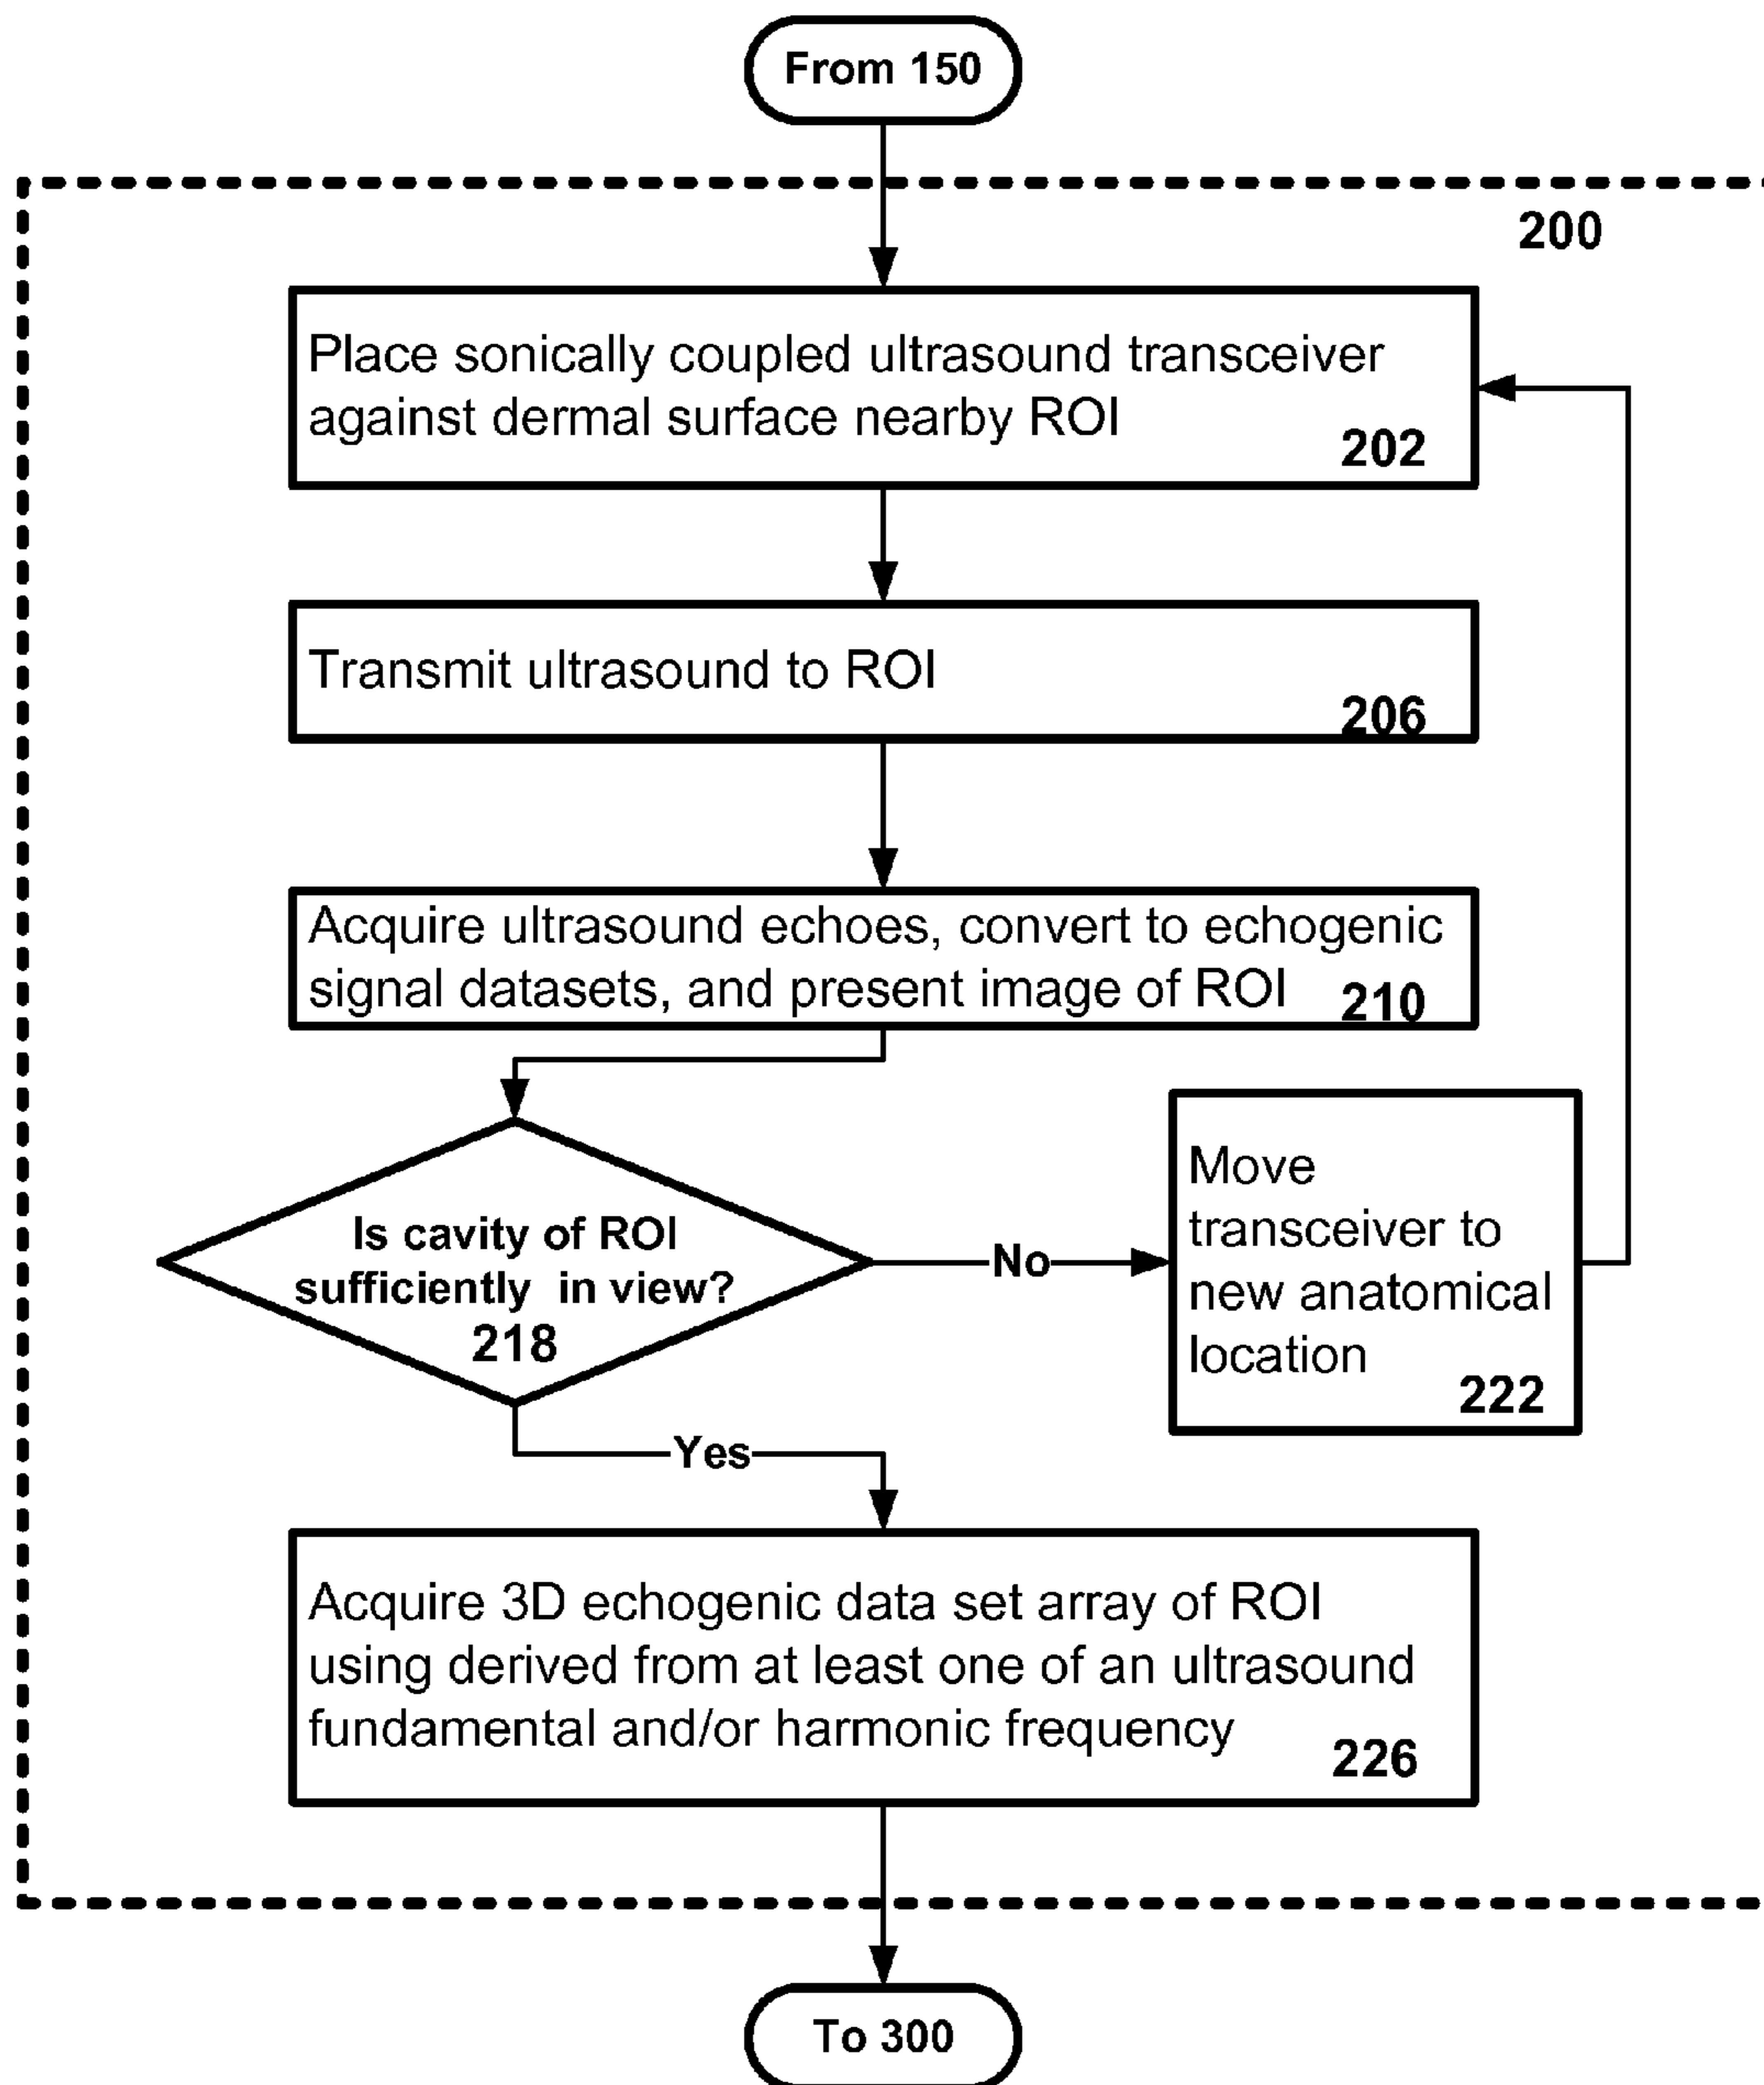 From 150
200
Place sonically coupled ultrasound transceiver
against dermal surface nearby ROI
202
Transmit ultrasound to ROI
206
Acquire ultrasound echoes, convert to echogenic
signal datasets, and present image of ROI 210
Is cavity of ROI
sufficiently in view?
218
No
Move
transceiver to
new anatomical
location
222
Yes
Acquire 3D echogenic data set array of ROI
using derived from at least one of an ultrasound
fundamental and/or harmonic frequency
226
To 300